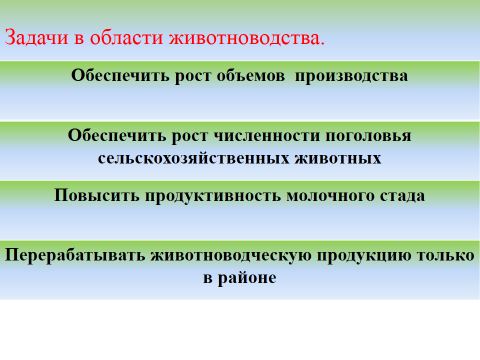 Задачи в области животноводства.
Обеспечить рост объемов производства
Обеспечить рост численности поголовья
сельскохозяйственных животных
Повысить продуктивность молочного стада
Перерабатывать животноводческую продукцию только
в районе